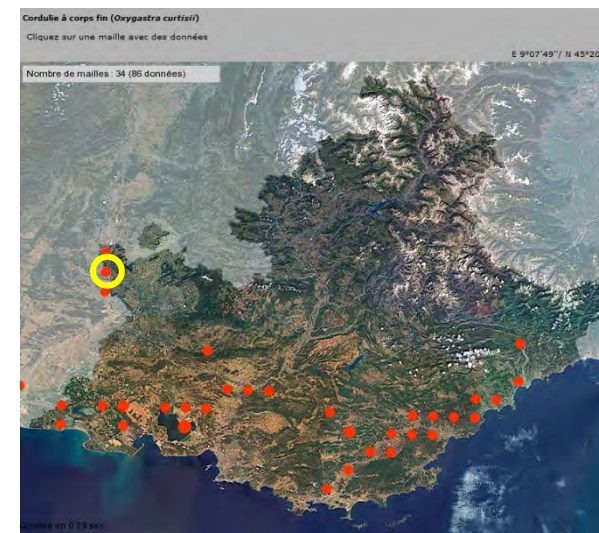 Cordulie à corps fin (Oxygastra curtisii)
Cliquez sur une maille avec des données
E 9°07'49"/ N 45°20
Nombre de mailles : 34 (86 données)